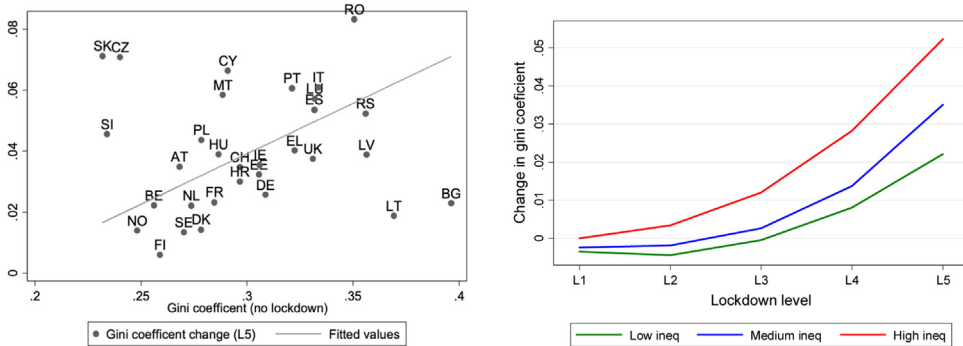 RO
.08
SK CZ
CY
IT
PT
LU
.06
MT
ES
RS
SI
PL
HU
EL
UK
LV
.04
AT
CH IE
EE
HR
BE
NL
FR
DE
LT
BG
.02
NO
SE DK
FI
0
.2
.25
.3
.35
.4
Gini coefficent (no lockdown)
Gini coefficent change (L5)
Fitted values
Change in gini coeficient
.05
.04
.03
.02
.01
0
L1
L2
L3
L4
L5
Lockdown level
Low ineq
Medium ineq
High ineq